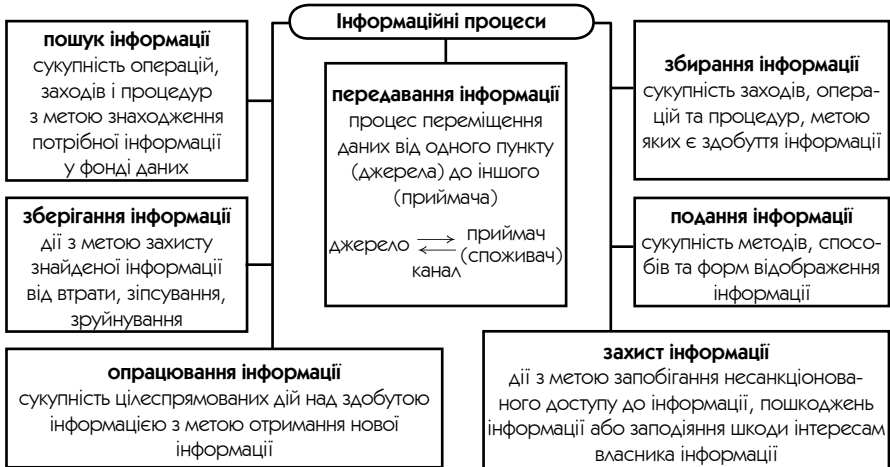 Інформаційні процеси
пошук інформації
сукупність операцій,
заходів і процедур
з метою знаходження
потрібної інформації
у фонді даних
передавання інформації
процес переміщення
даних від одного пункту
(джерела) до іншого
(приймача)
джерело приймач
(споживач)
канал
збирання інформації
сукупність заходів, опера-
цій та процедур, метою
яких є здобуття інформації
зберігання інформації
дії з метою захисту
знайденої інформації
від втрати, зіпсування,
зруйнування
подання інформації
сукупність методів, спосо-
бів та форм відображення
інформації
опрацювання інформації
сукупність цілеспрямованих дій над здобутою
інформацією з метою отримання нової
інформації
захист інформації
дії з метою запобігання несанкціонова-
ного доступу до інформації, пошкоджень
інформації або заподіяння шкоди інтересам
власника інформації